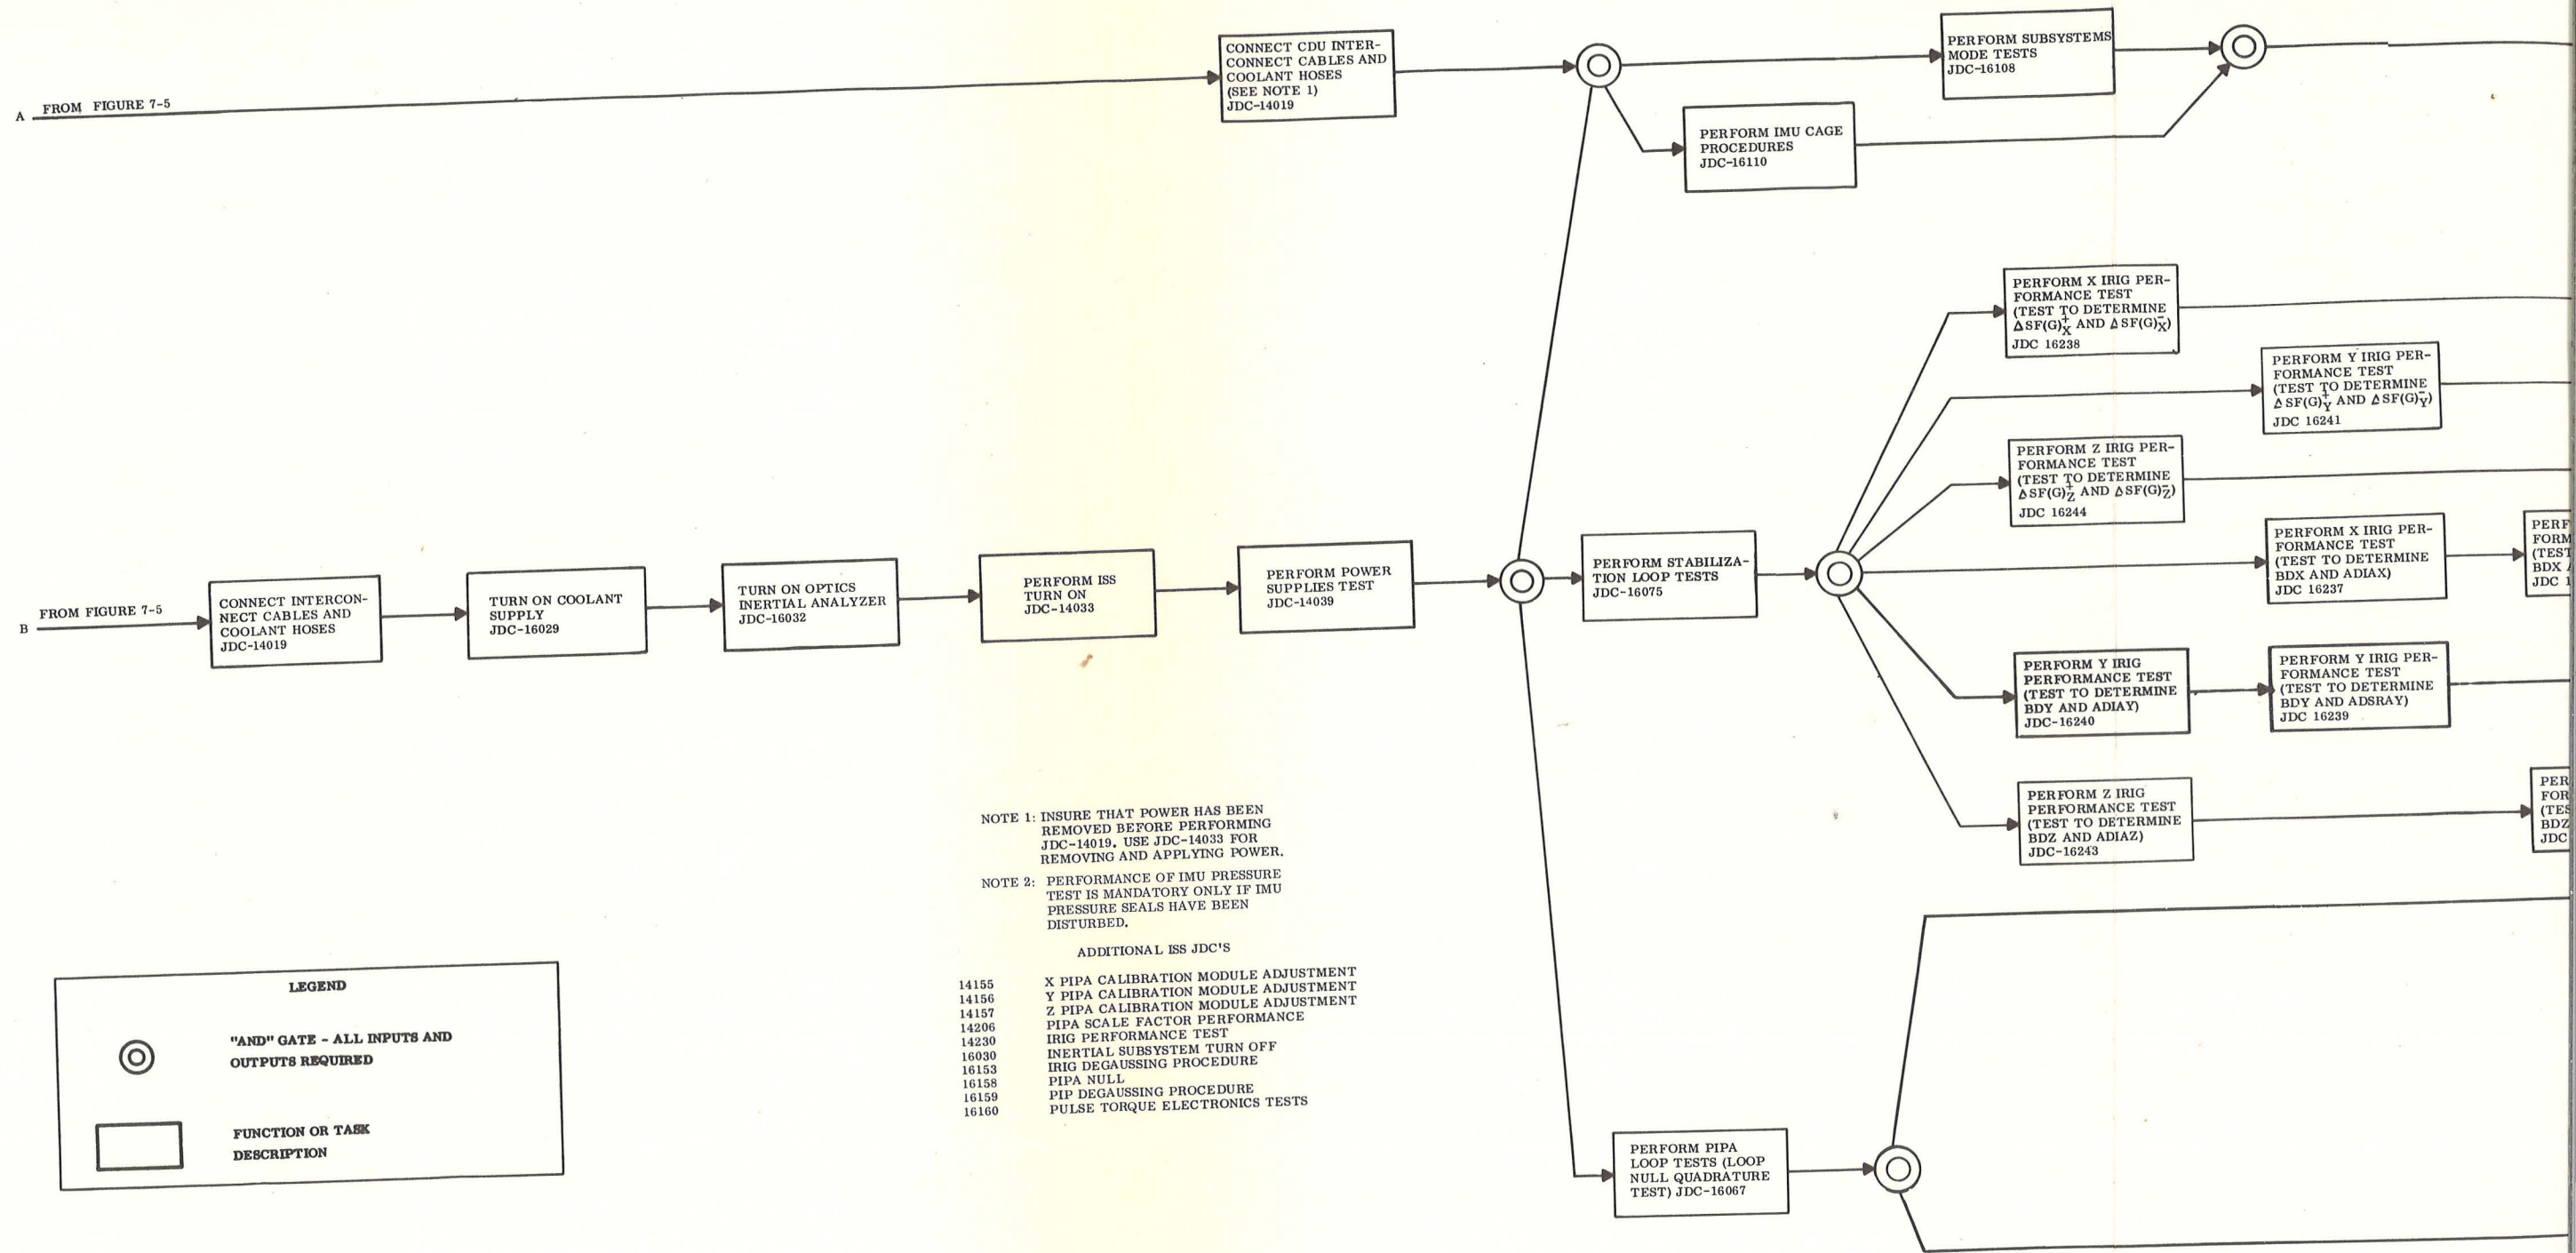 A FROM FIGURE 7-5
CONNECT CDU INTER-
CONNECT CABLES AND
COOLANT HOSES
(SEE NOTE 1)
JDC-14019
PERFORM SUBSYSTEMS
MODE TESTS
JDC-16108
PERFORM IMU CAGE
PROCEDURES
JDC-16110
PERFORM X IRIG PER-
FORMANCE TEST
(TEST TO DETERMINE
ΔSF(G)+X AND ΔSF(G)-X)
JDC 16238
PERFORM Y IRIG PER-
FORMANCE TEST
(TEST TO DETERMINE
ΔSF(G)+Y AND ΔSF(G)-Y)
JDC 16241
PERFORM Z IRIG PER-
FORMANCE TEST
(TEST TO DETERMINE
ΔSF(G)+Z AND ΔSF(G)-Z)
JDC 16244
B FROM FIGURE 7-5
CONNECT INTERCON-
NECT CABLES AND
COOLANT HOSES
JDC-14019
TURN ON COOLANT
SUPPLY
JDC-16029
TURN ON OPTICS
INERTIAL ANALYZER
JDC-16032
PERFORM ISS
TURN ON
JDC-14033
PERFORM POWER
SUPPLIES TEST
JDC-14039
PERFORM STABILIZA-
TION LOOP TESTS
JDC-16075
PERFORM X IRIG PER-
FORMANCE TEST
(TEST TO DETERMINE
BDX AND ADIAX)
JDC 16237
PERF
FORM
(TEST
BDX
JDC 1
PERFORM Y IRIG
PERFORMANCE TEST
(TEST TO DETERMINE
BDY AND ADIAY)
JDC-16240
PERFORM Y IRIG PER-
FORMANCE TEST
(TEST TO DETERMINE
BDY AND ADSRAY)
JDC 16239
PERFORM Z IRIG
PERFORMANCE TEST
(TEST TO DETERMINE
BDZ AND ADIAZ)
JDC-16243
PER
FOR
(TES
BDZ
JDC
NOTE 1: INSURE THAT POWER HAS BEEN
REMOVED BEFORE PERFORMING
JDC-14019. USE JDC-14033 FOR
REMOVING AND APPLYING POWER.
NOTE 2: PERFORMANCE OF IMU PRESSURE
TEST IS MANDATORY ONLY IF IMU
PRESSURE SEALS HAVE BEEN
DISTURBED.
ADDITIONAL ISS JDC'S
14155 X PIPA CALIBRATION MODULE ADJUSTMENT
14156 Y PIPA CALIBRATION MODULE ADJUSTMENT
14157 Z PIPA CALIBRATION MODULE ADJUSTMENT
14206 PIPA SCALE FACTOR PERFORMANCE
14230 IRIG PERFORMANCE TEST
16030 INERTIAL SUBSYSTEM TURN OFF
16153 IRIG DEGAUSSING PROCEDURE
16158 PIPA NULL
16159 PIP DEGAUSSING PROCEDURE
16160 PULSE TORQUE ELECTRONICS TESTS
LEGEND
"AND" GATE - ALL INPUTS AND
OUTPUTS REQUIRED
FUNCTION OR TASK
DESCRIPTION
PERFORM PIPA
LOOP TESTS (LOOP
NULL QUADRATURE
TEST) JDC-16067